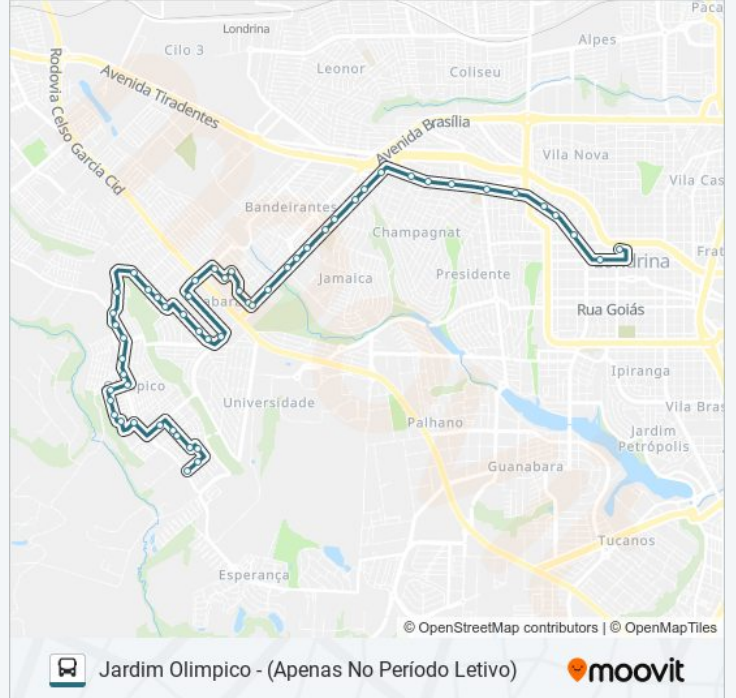 Paca
Londrina
Alpes
Cilo 3
Leonor
Coliseu
Avenida Tiradentes
Rodovia Celso Garcia Cid
Avenida Brasília
Vila Nova
Vila Cas
Bandeirantes
Champagnat
Frat
Jamaica
Presidente
Rua Goiás
Ipiranga
Universidade
Vila Bras
Palhano
Jardim
Petrópolis
Guanabara
Tucanos
Esperança
© OpenStreetMap contributors | © OpenMapTiles
Jardim Olimpico - (Apenas No Período Letivo)
moovit